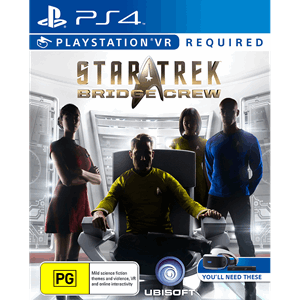 PS4
PLAYSTATION®VR REQUIRED
STAR TREK
BRIDGE CREW
PG
Mild science fiction
themes and violence, VR
and online interactivity
UBISOFT
YOU'LL NEED THESE